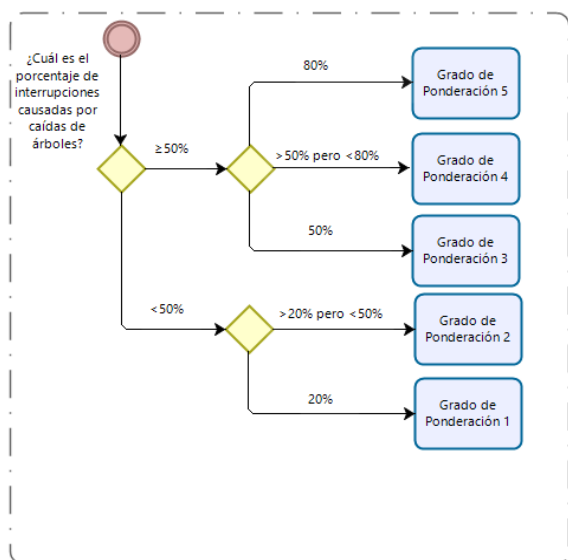 ¿Cuál es el
porcentaje de
interrupciones
causadas por
caídas de
árboles?
≥50%
80%
Grado de
Ponderación 5
>50% pero <80%
Grado de
Ponderación 4
50%
Grado de
Ponderación 3
<50%
>20% pero <50%
Grado de
Ponderación 2
20%
Grado de
Ponderación 1